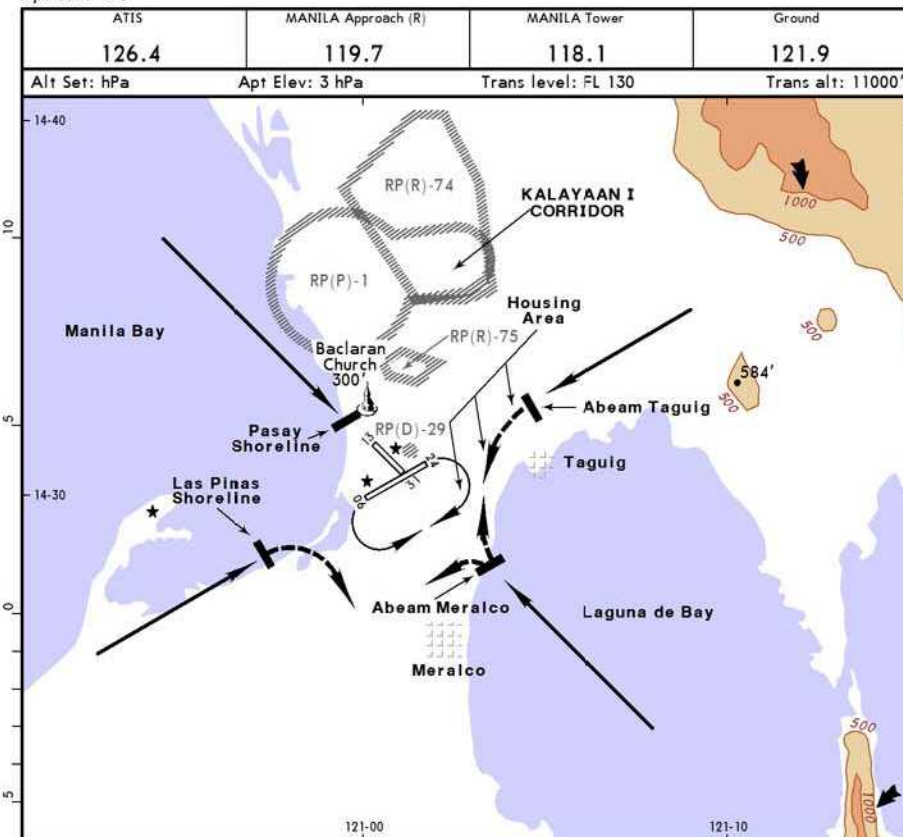 ATIS
126.4
MANILA Approach (R)
119.7
MANILA Tower
118.1
Ground
121.9
Alt Set: hPa
Apt Elev: 3 hPa
Trans level: FL 130
Trans alt: 11000'
14-40
RP(R)-74
KALAYAAN I
CORRIDOR
1000
500
10
RP(P)-1
Housing
Area
Manila Bay
RP(R)-75
500
Baclaran
Church
300'
584'
500
Abeam Taguig
5
Pasay
Shoreline
RP(D)-29
13
24
31
06
Taguig
Las Pinas
Shoreline
14-30
0
Abeam Meralco
Laguna de Bay
Meralco
500
1000
5
121-00
121-10